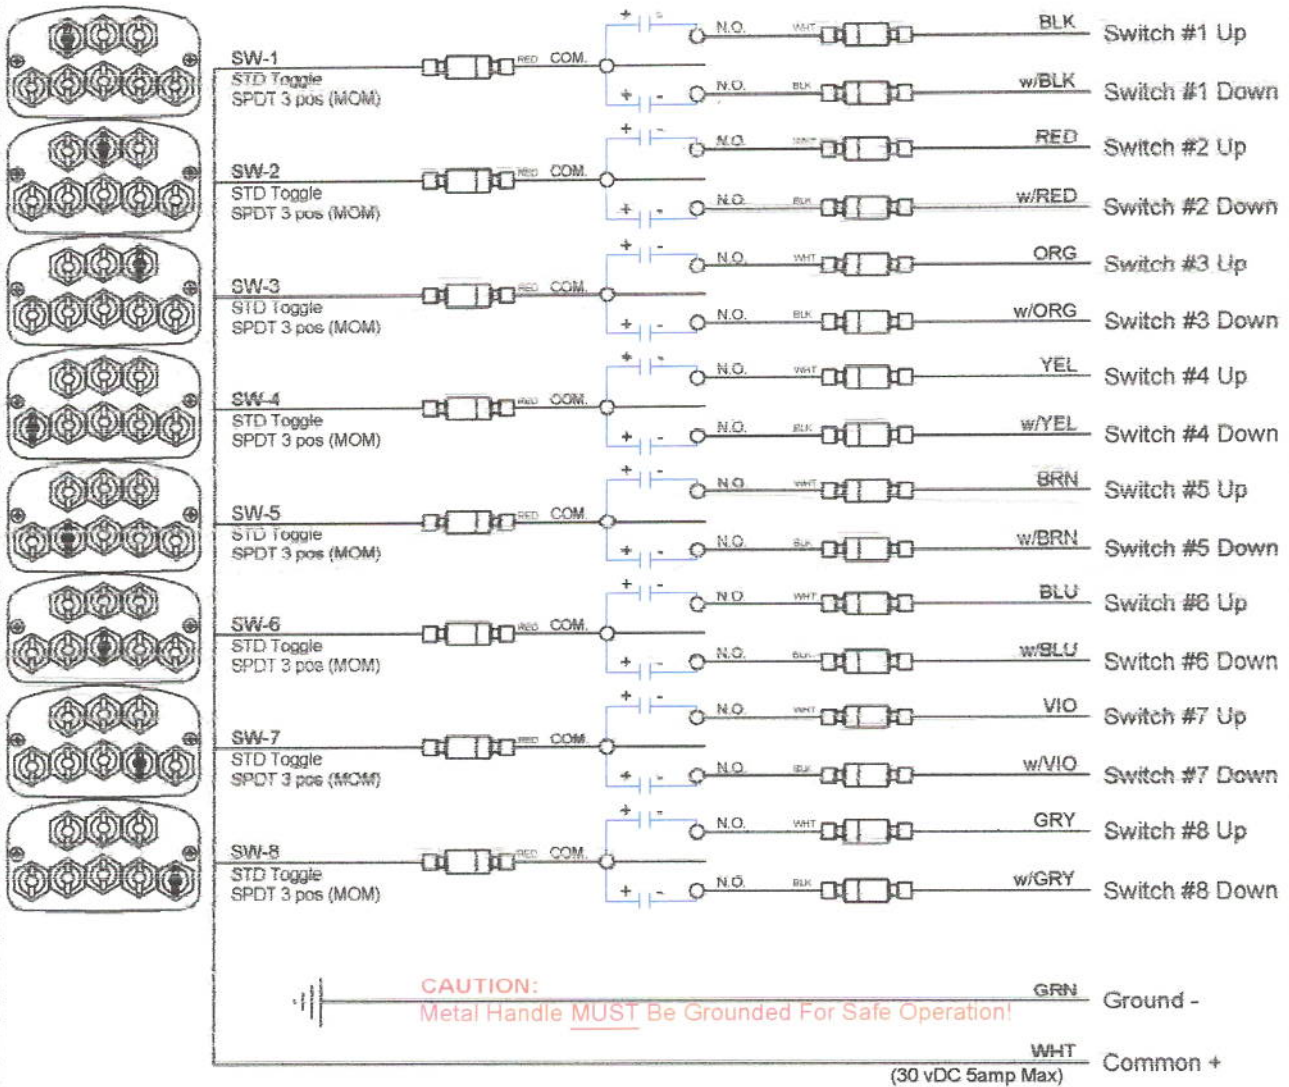 + -
N.O. WHT BLK Switch #1 Up
SW-1 RED COM.
STD Toggle
SPDT 3 pos (MOM)
+ -
N.O. BLK w/BLK Switch #1 Down
+ -
N.O. WHT RED Switch #2 Up
SW-2 RED COM.
STD Toggle
SPDT 3 pos (MOM)
+ -
N.O. BLK w/RED Switch #2 Down
+ -
N.O. WHT ORG Switch #3 Up
SW-3 RED COM.
STD Toggle
SPDT 3 pos (MOM)
+ -
N.O. BLK w/ORG Switch #3 Down
+ -
N.O. WHT YEL Switch #4 Up
SW-4 RED COM.
STD Toggle
SPDT 3 pos (MOM)
+ -
N.O. BLK w/YEL Switch #4 Down
+ -
N.O. WHT BRN Switch #5 Up
SW-5 RED COM.
STD Toggle
SPDT 3 pos (MOM)
+ -
N.O. BLK w/BRN Switch #5 Down
+ -
N.O. WHT BLU Switch #6 Up
SW-6 RED COM.
STD Toggle
SPDT 3 pos (MOM)
+ -
N.O. BLK w/BLU Switch #6 Down
+ -
N.O. WHT VIO Switch #7 Up
SW-7 RED COM.
STD Toggle
SPDT 3 pos (MOM)
+ -
N.O. BLK w/VIO Switch #7 Down
+ -
N.O. WHT GRY Switch #8 Up
SW-8 RED COM.
STD Toggle
SPDT 3 pos (MOM)
+ -
N.O. BLK w/GRY Switch #8 Down
CAUTION:
GRN Ground -
Metal Handle MUST Be Grounded For Safe Operation!
WHT Common +
(30 vDC 5amp Max)